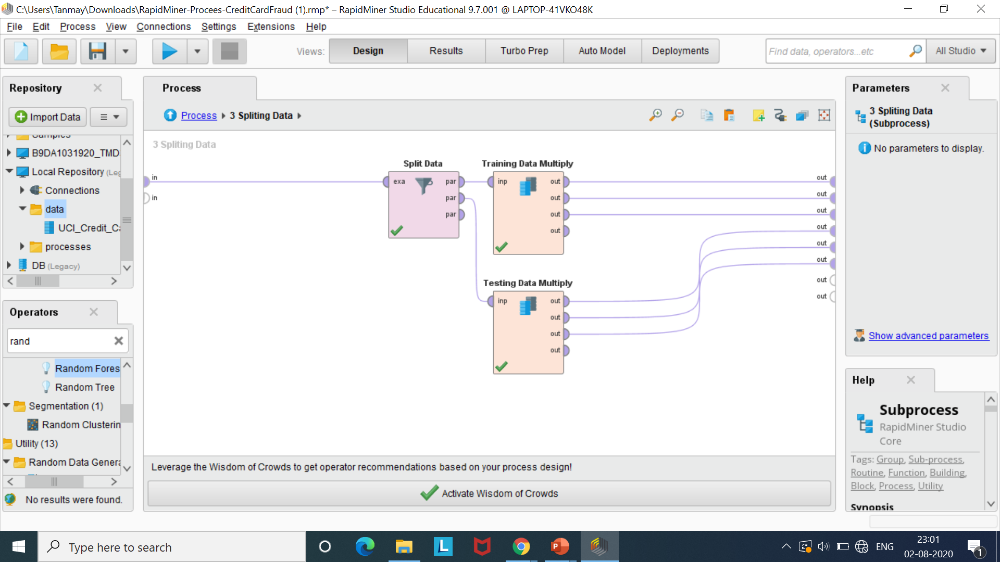 C:\Users\Tanmay\Downloads\RapidMiner-Procees-CreditCardFraud (1).rmp* – RapidMiner Studio Educational 9.7.001 @ LAPTOP-41VKO48K
File Edit Process View Connections Settings Extensions Help
Views: Design Results Turbo Prep Auto Model Deployments
Find data, operators...etc All Studio
Repository
Import Data
Samples
B9DA1031920_TMD
Local Repository (Leg
Connections
data
UCI_Credit_Ca
processes
DB (Legacy)
Operators
rand
Random Fores
Random Tree
Segmentation (1)
Random Clusterin
Utility (13)
Random Data Genera
No results were found.
Process
Process 3 Spliting Data
3 Spliting Data
in
in
Split Data
exa par
par
par
Training Data Multiply
inp out
out
out
out
Testing Data Multiply
inp out
out
out
out
out
out
out
out
out
out
out
out
Leverage the Wisdom of Crowds to get operator recommendations based on your process design!
Activate Wisdom of Crowds
Parameters
3 Spliting Data
(Subprocess)
No parameters to display.
Show advanced parameters
Help
Subprocess
RapidMiner Studio
Core
Tags: Group, Sub-process,
Routine, Function, Building,
Block, Process, Utility
Synopsis
Type here to search
L
P
ENG
23:01
02-08-2020
1